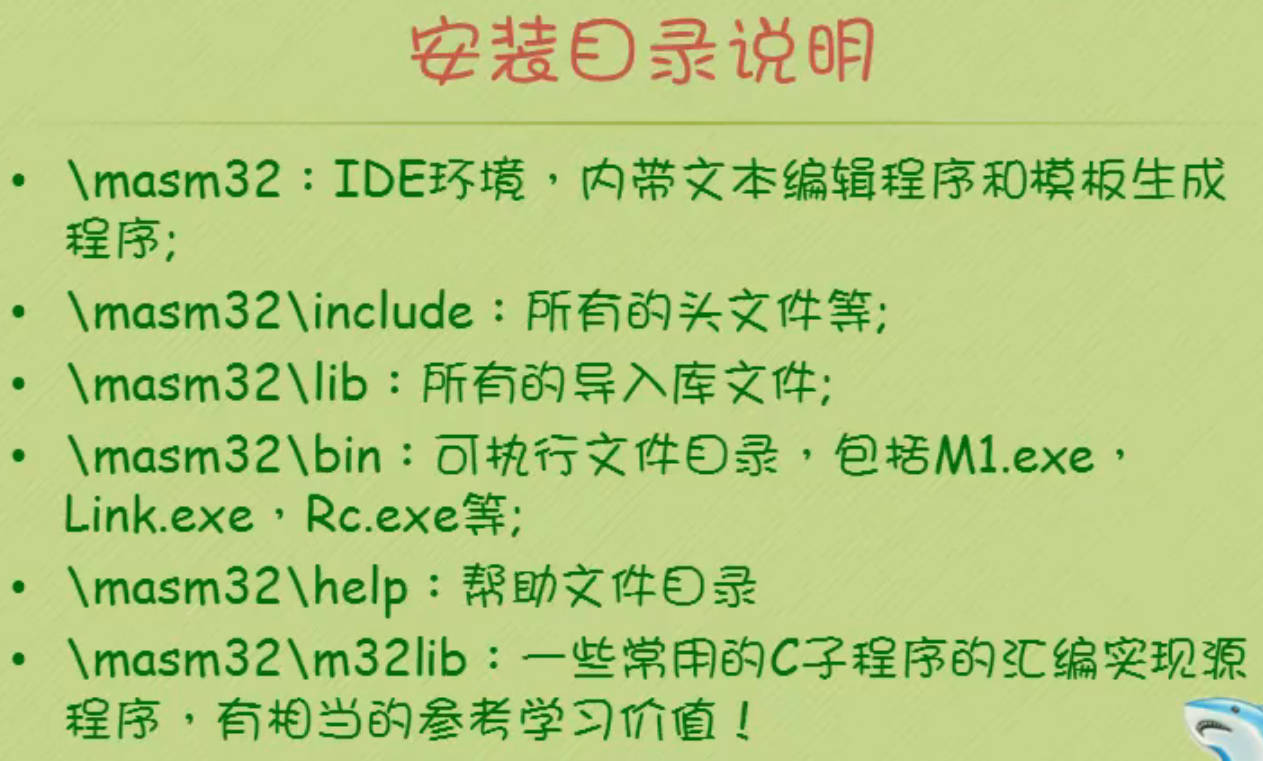 安装目录说明
• \masm32：IDE环境，内带文本编辑程序和模板生成
程序;
• \masm32\include：所有的头文件等;
• \masm32\lib：所有的导入库文件;
• \masm32\bin：可执行文件目录，包括M1.exe，
Link.exe，Rc.exe等;
• \masm32\help：帮助文件目录
• \masm32\m32lib：一些常用的C子程序的汇编实现源
程序，有相当的参考学习价值！